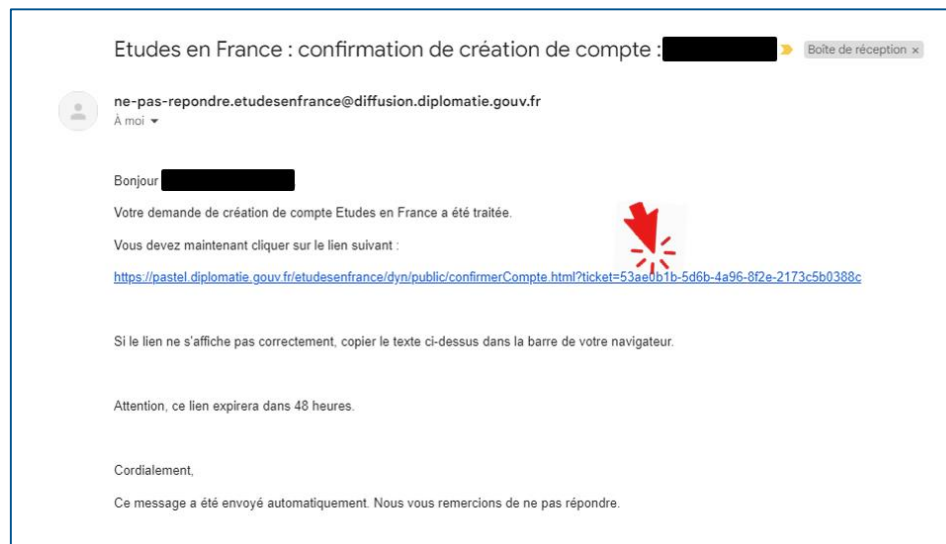 Etudes en France : confirmation de création de compte :
Boîte de réception ×
ne-pas-repondre.etudesenfrance@diffusion.diplomatie.gouv.fr
À moi
Bonjour
Votre demande de création de compte Etudes en France a été traitée.
Vous devez maintenant cliquer sur le lien suivant :
https://pastel.diplomatie.gouv.fr/etudesenfrance/dyn/public/confirmerCompte.html?ticket=53ae0b1b-5d6b-4a96-8f2e-2173c5b0388c
Si le lien ne s'affiche pas correctement, copier le texte ci-dessus dans la barre de votre navigateur.
Attention, ce lien expirera dans 48 heures.
Cordialement,
Ce message a été envoyé automatiquement. Nous vous remercions de ne pas répondre.